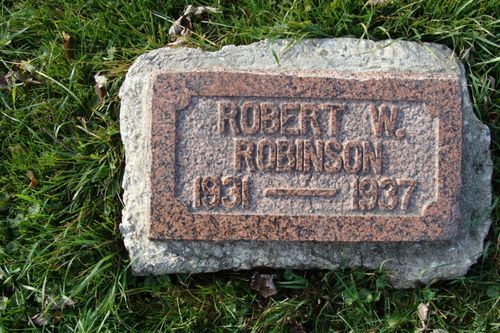 ROBERT W.
ROBINSON
1931 — 1937